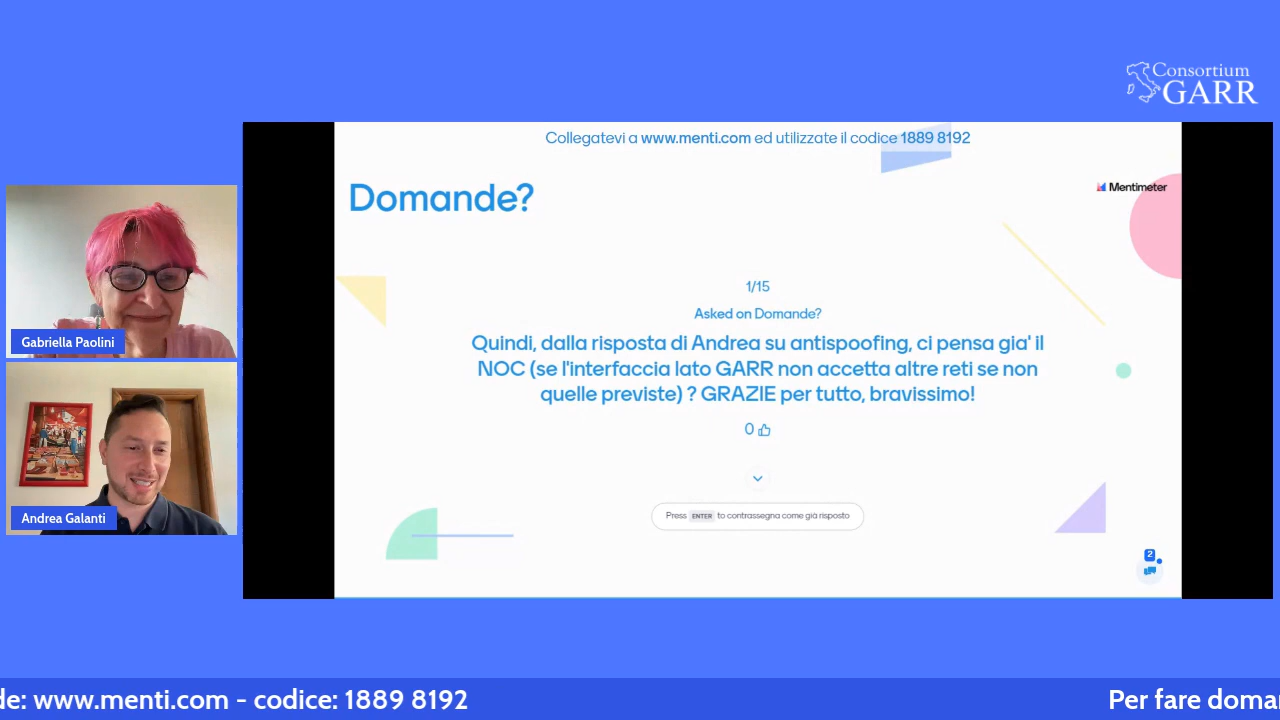 Consortium
GARR
Collegatevi a www.menti.com ed utilizzate il codice 1889 8192
Domande?
Mentimeter
1/15
Asked on Domande?
Quindi, dalla risposta di Andrea su antispoofing, ci pensa gia' il
NOC (se l'interfaccia lato GARR non accetta altre reti se non
quelle previste) ? GRAZIE per tutto, bravissimo!
0
Press ENTER to contrassegna come già risposto
2
Gabriella Paolini
Andrea Galanti
de: www.menti.com - codice: 1889 8192
Per fare doma